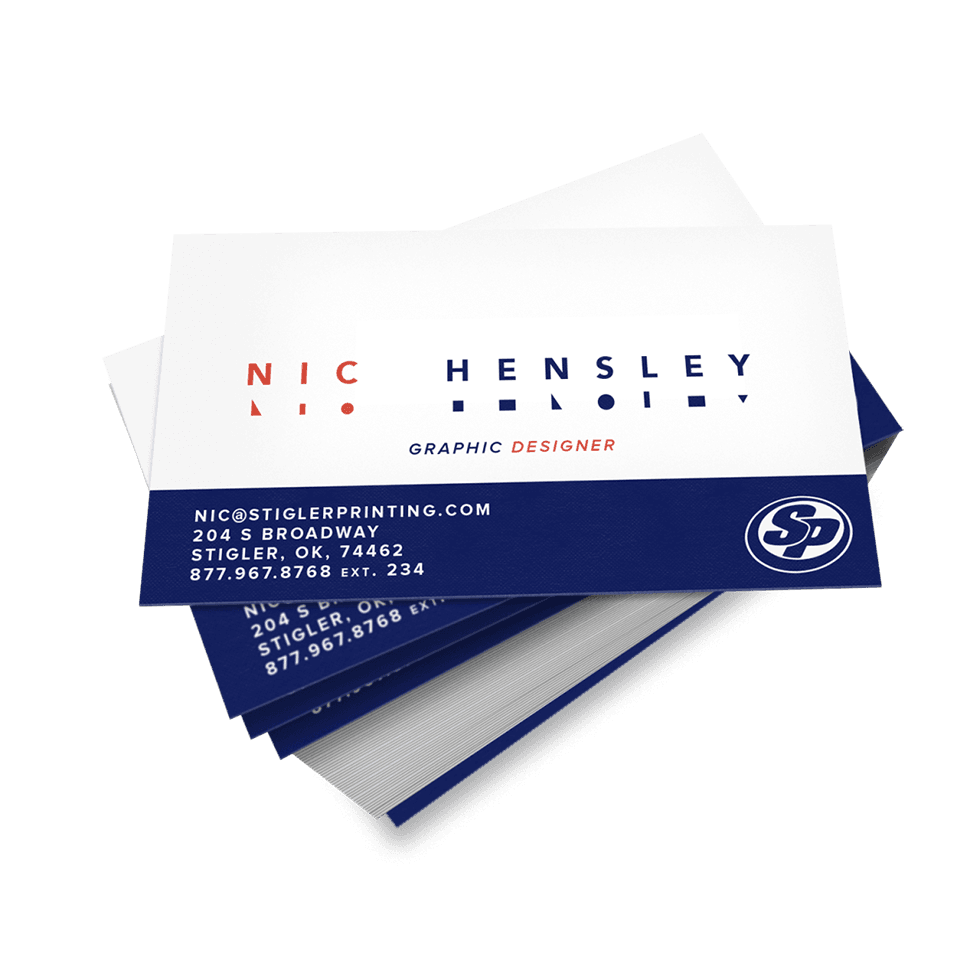 NIC HENSLEY
GRAPHIC DESIGNER
NIC@STIGLERPRINTING.COM
204 S BROADWAY
STIGLER, OK, 74462
877.967.8768 EXT. 234
SP
NIC
204 S B
STIGLER, OK,
877.967.8768 EXT.